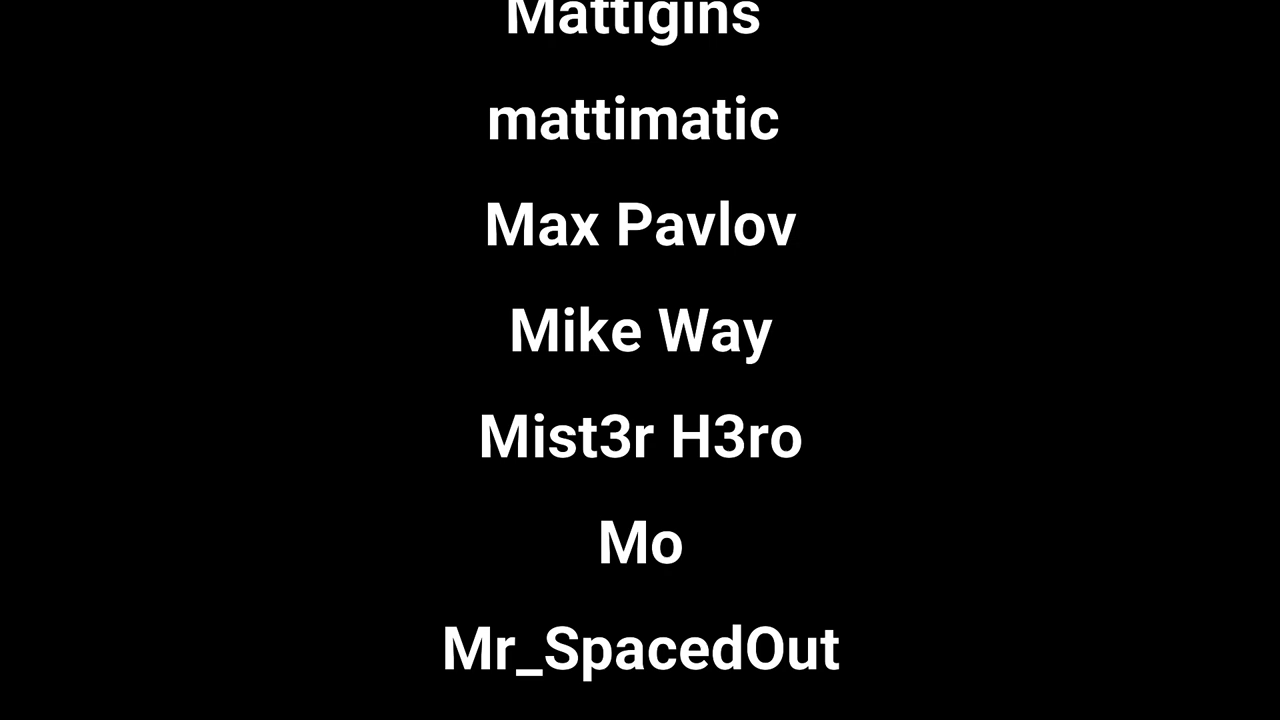 Mattigins
mattimatic
Max Pavlov
Mike Way
Mist3r H3ro
Mo
Mr_SpacedOut